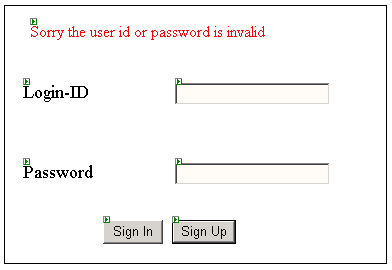 Sorry the user id or password is invalid
Login-ID
Password
Sign In Sign Up